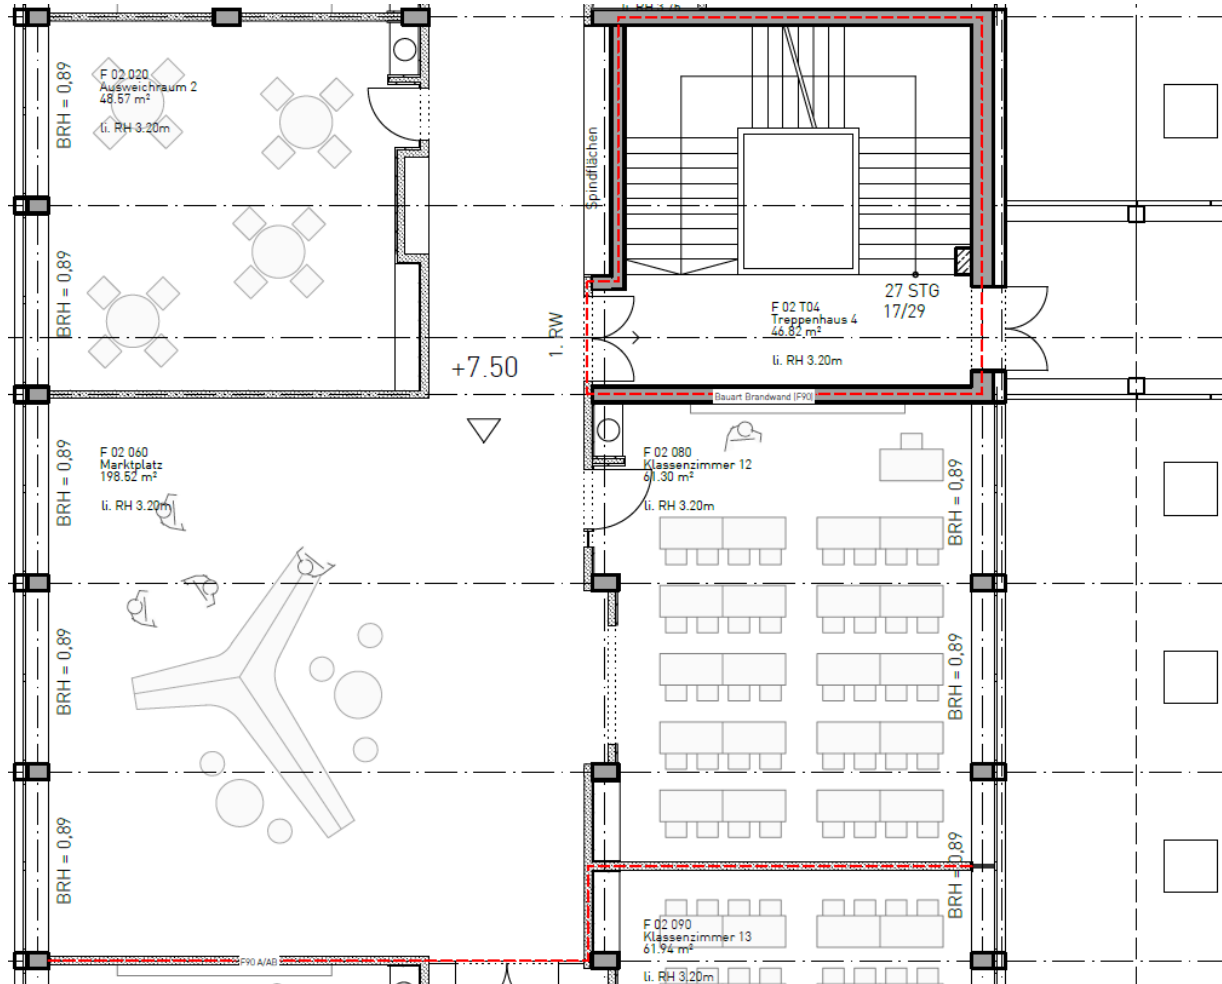 F 02 020
Ausweichraum 2
48.57 m²
li. RH 3.20m
BRH = 0,89
BRH = 0,89
BRH = 0,89
BRH = 0,89
BRH = 0,89
Spindflächen
27 STG
17/29
F 02 T04
Treppenhaus 4
46.82 m²
li. RH 3.20m
1. RW
+7.50
Bauart Brandwand (F90)
F 02 060
Marktplatz
198.52 m²
li. RH 3.20m
F 02 080
Klassenzimmer 12
61.30 m²
li. RH 3.20m
BRH = 0,89
BRH = 0,89
BRH = 0,89
F 02 090
Klassenzimmer 13
61.94 m²
li. RH 3.20m
F90 A/AB